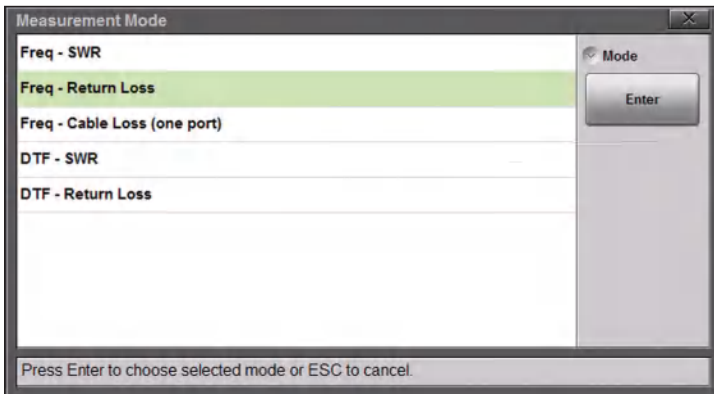 Measurement Mode
Freq - SWR
Freq - Return Loss
Freq - Cable Loss (one port)
DTF - SWR
DTF - Return Loss
Mode
Enter
Press Enter to choose selected mode or ESC to cancel.